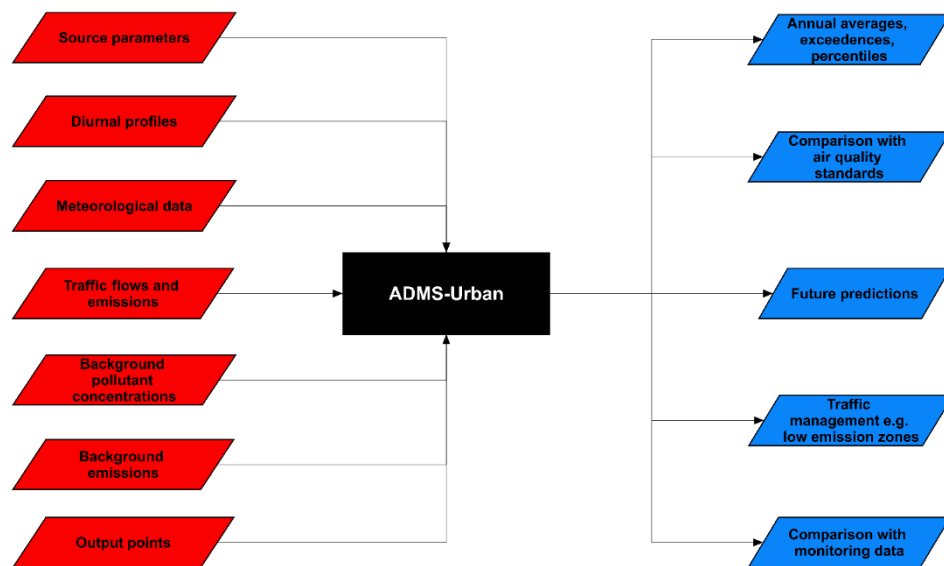 Source parameters
Diurnal profiles
Meteorological data
Traffic flows and
emissions
Background
pollutant
concentrations
Background
emissions
Output points
ADMS-Urban
Annual averages,
exceedences,
percentiles
Comparison with
air quality
standards
Future predictions
Traffic
management e.g.
low emission zones
Comparison with
monitoring data